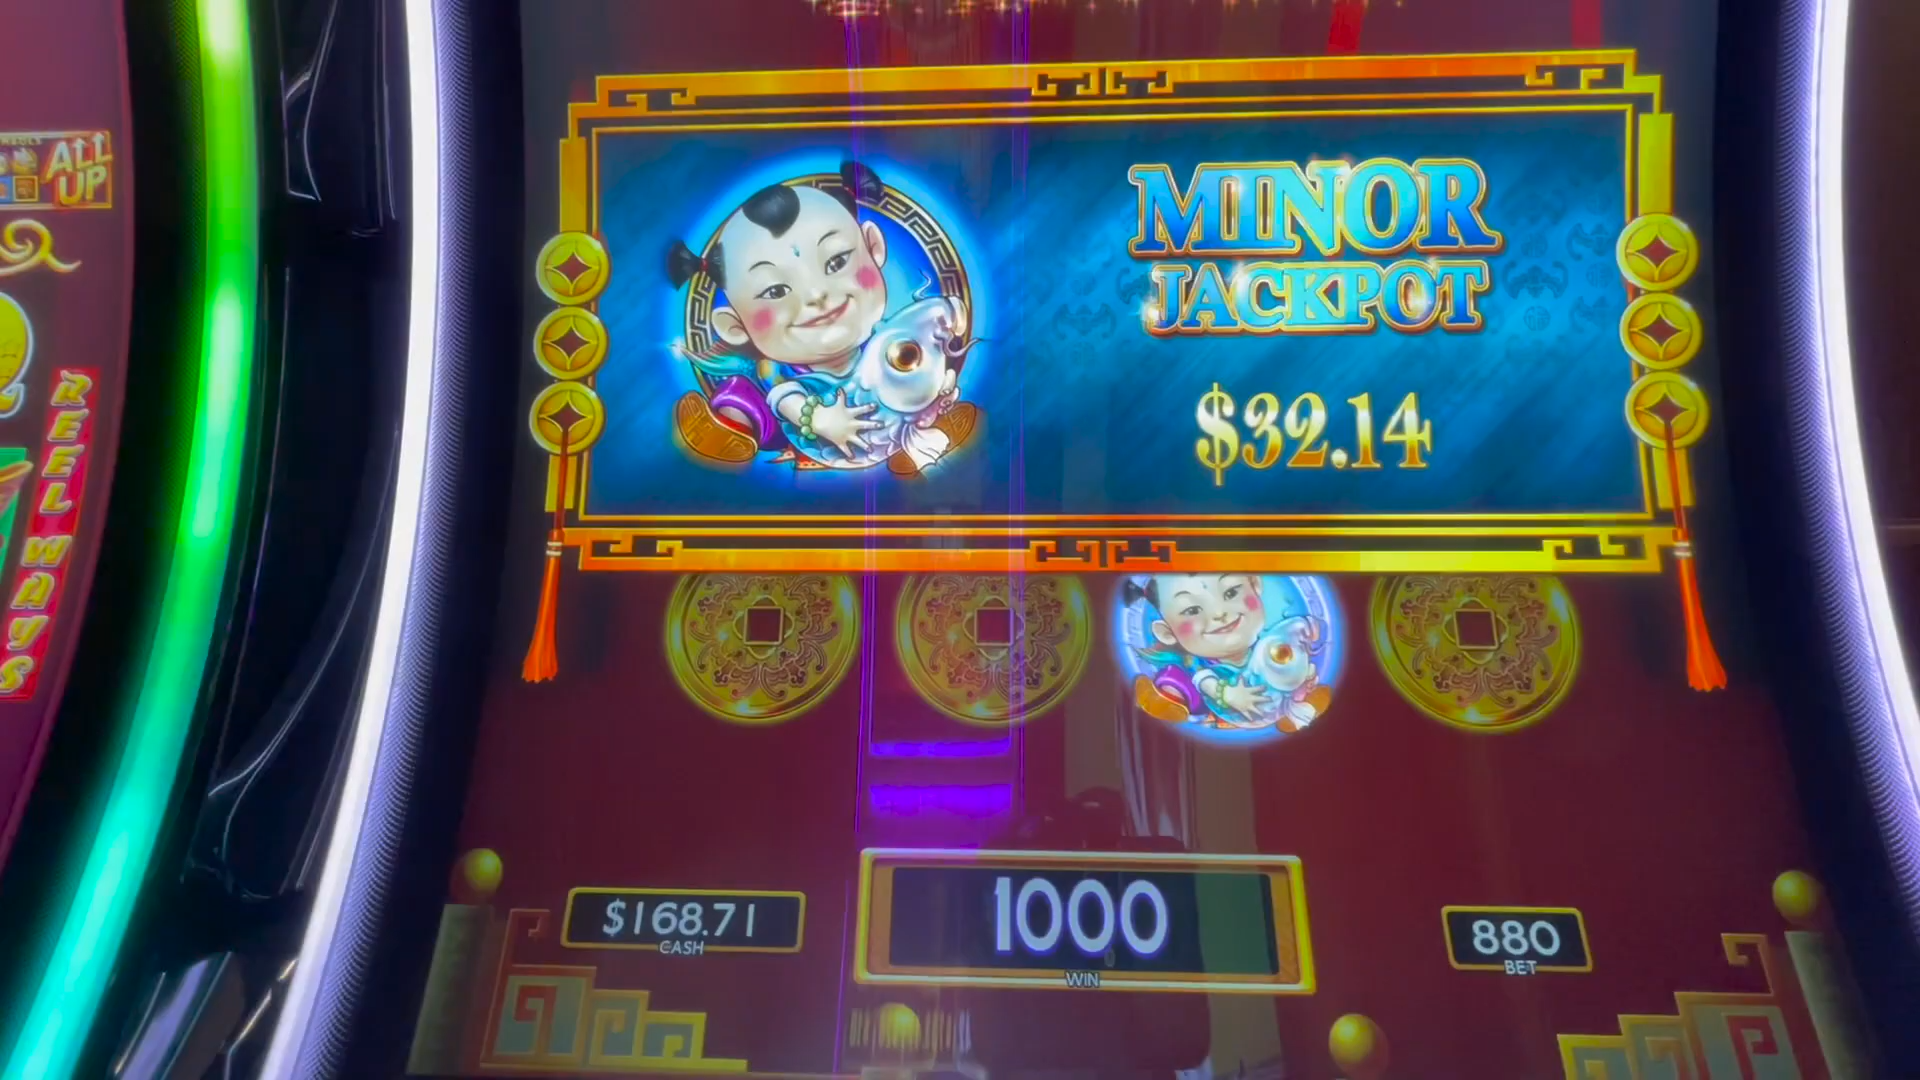 ALL
UP
REEL WAYS
MINOR
JACKPOT
$32.14
$168.71
CASH
1000
WIN
880
BET